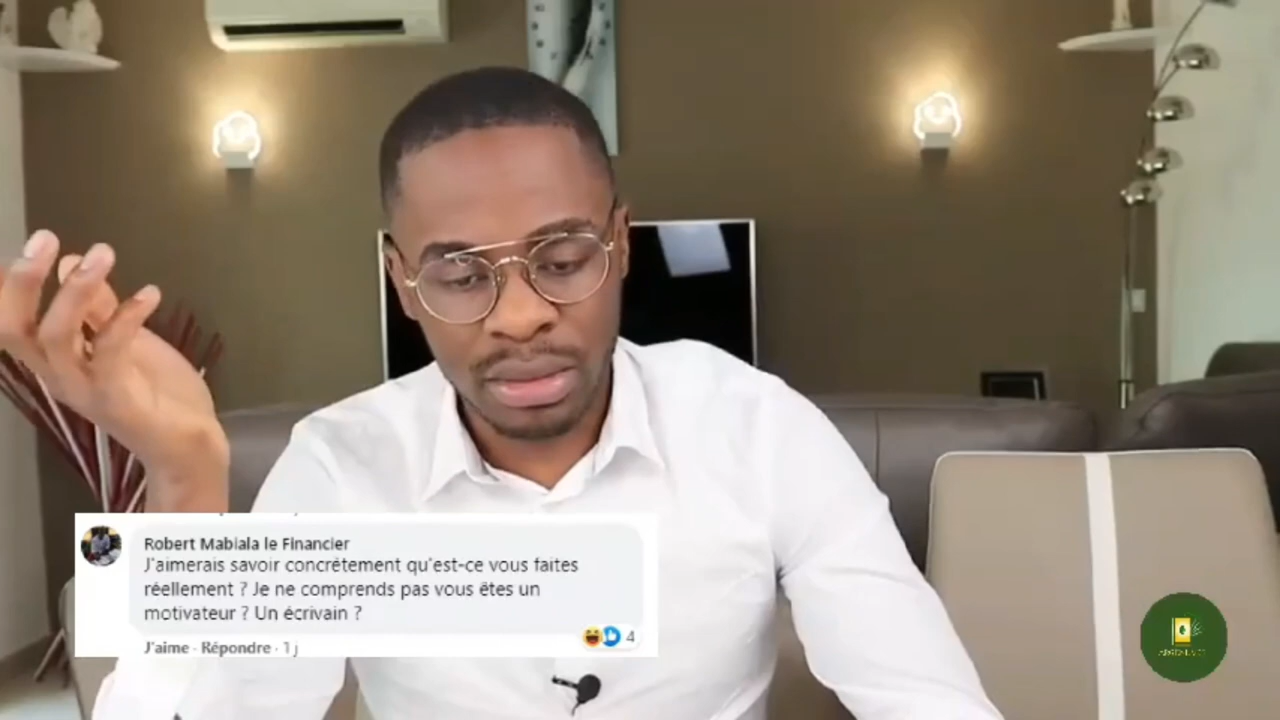 Robert Mabiala le Financier
J'aimerais savoir concrètement qu'est-ce vous faites
réellement ? Je ne comprends pas vous êtes un
motivateur ? Un écrivain ?
4
J'aime · Répondre · 1 j